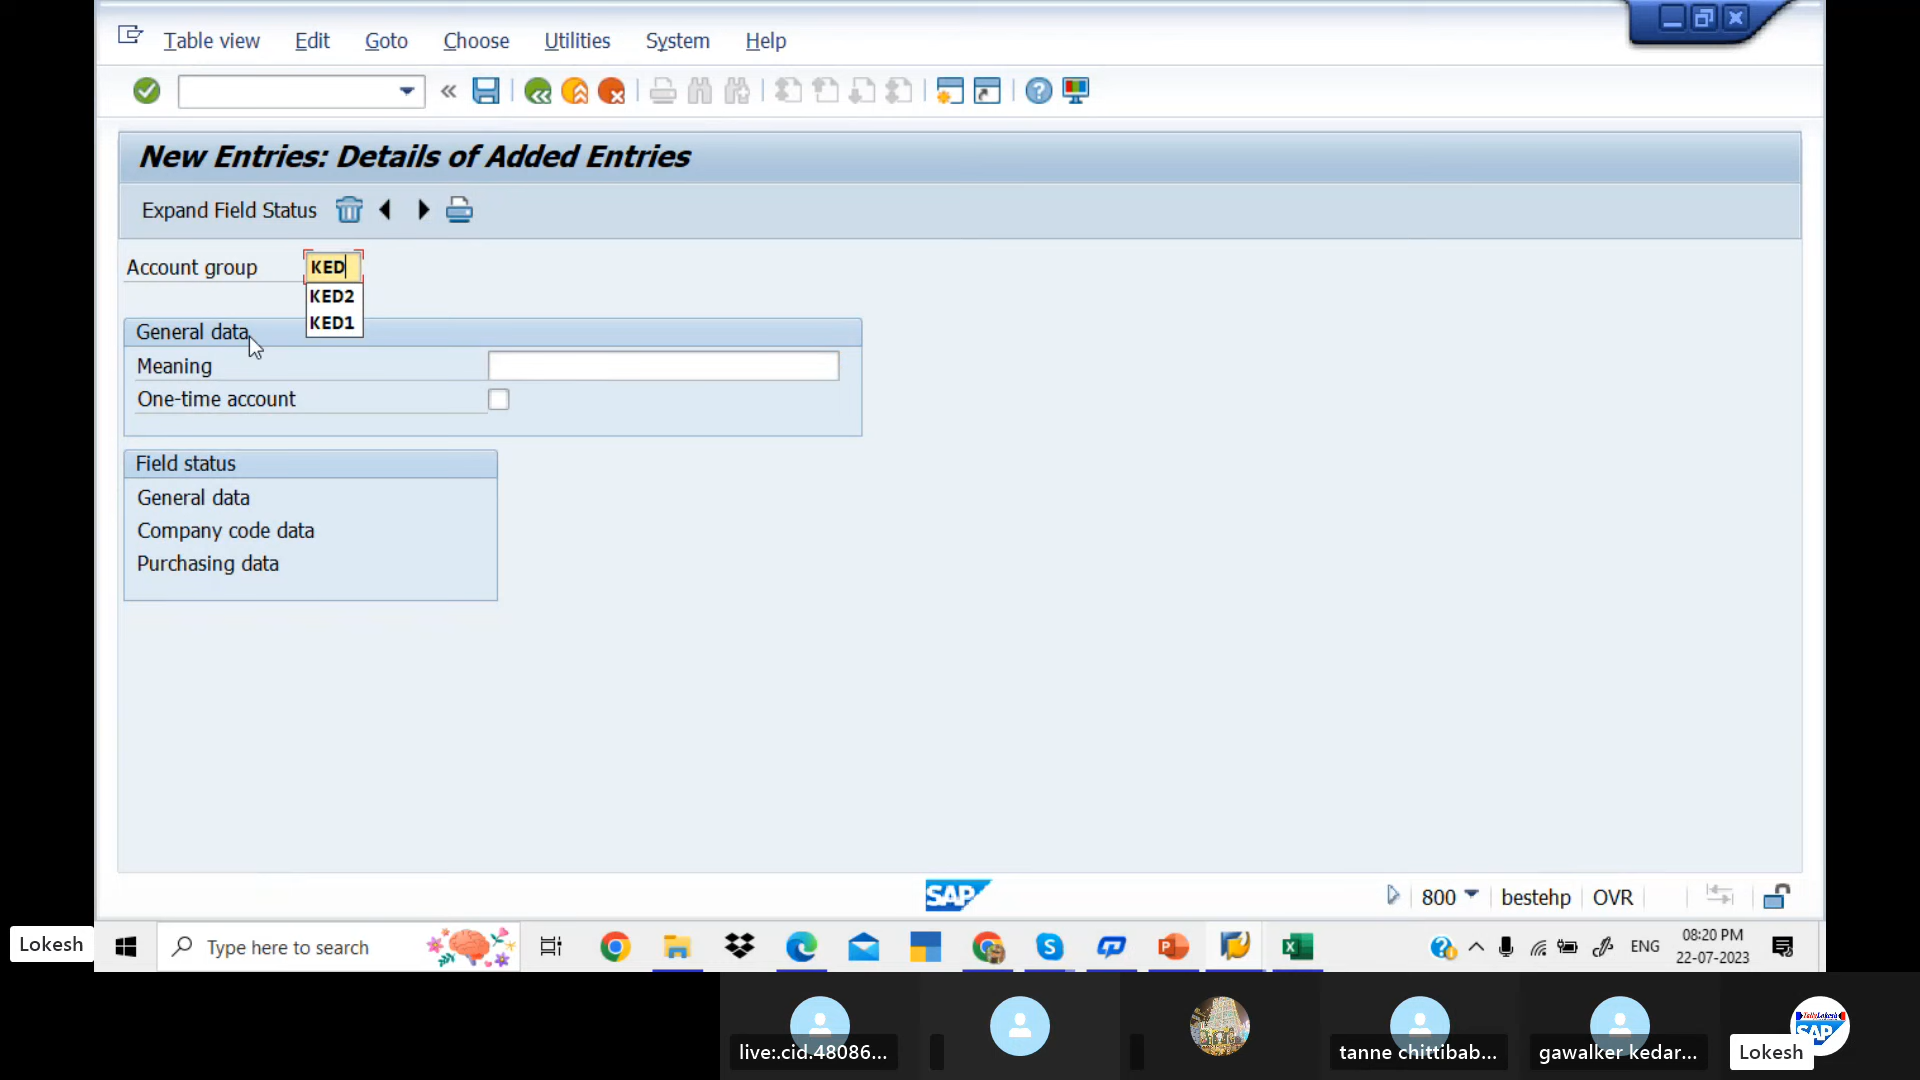 Table view Edit Goto Choose Utilities System Help
New Entries: Details of Added Entries
Expand Field Status
Account group KED
KED2
KED1
General data
Meaning
One-time account
Field status
General data
Company code data
Purchasing data
SAP 800 bestehp OVR
Lokesh
Type here to search
ENG
08:20 PM
22-07-2023
live:.cid.48086...
tanne chittibab...
gawalker kedar...
Lokesh
SAP